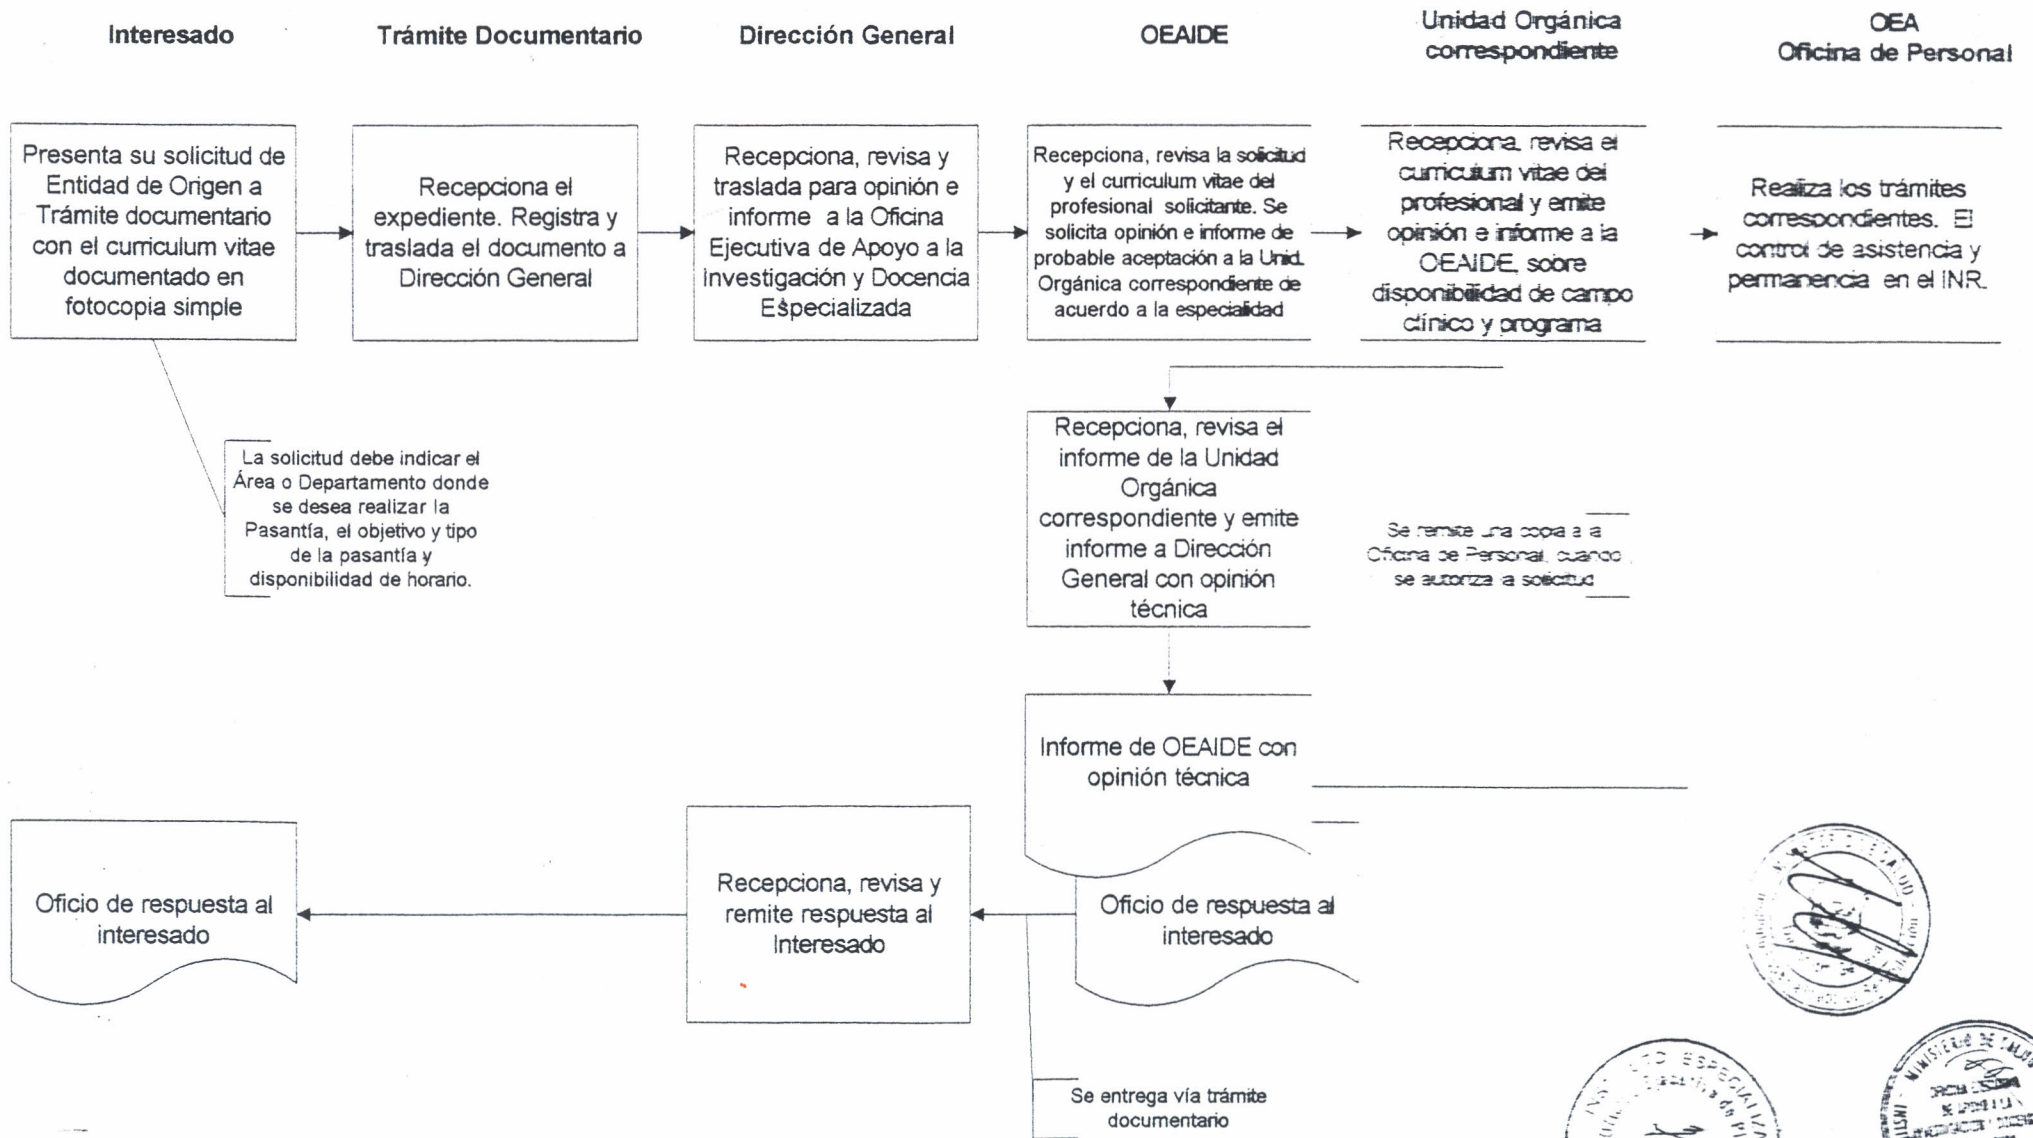 Interesado
Trámite Documentario
Dirección General
OEAIDE
Unidad Orgánica
correspondiente
OEA
Oficina de Personal
Presenta su solicitud de
Entidad de Origen a
Trámite documentario
con el curriculum vitae
documentado en
fotocopia simple
Recepciona el
expediente. Registra y
traslada el documento a
Dirección General
Recepciona, revisa y
traslada para opinión e
informe a la Oficina
Ejecutiva de Apoyo a la
Investigación y Docencia
Especializada
Recepciona, revisa la solicitud
y el curriculum vitae del
profesional solicitante. Se
solicita opinión e informe de
probable aceptación a la Unid.
Orgánica correspondiente de
acuerdo a la especialidad
Recepciona, revisa el
curriculum vitae del
profesional y emite
opinión e informe a la
OEAIDE, sobre
disponibilidad de campo
clínico y programa
Realiza los trámites
correspondientes. El
control de asistencia y
permanencia en el INR.
La solicitud debe indicar el
Área o Departamento donde
se desea realizar la
Pasantía, el objetivo y tipo
de la pasantía y
disponibilidad de horario.
Recepciona, revisa el
informe de la Unidad
Orgánica
correspondiente y emite
informe a Dirección
General con opinión
técnica
Se remite una copia a la
Oficina de Personal, cuando
se autoriza la solicitud
Informe de OEAIDE con
opinión técnica
Oficio de respuesta al
interesado
Recepciona, revisa y
remite respuesta al
Interesado
Oficio de respuesta al
interesado
Se entrega vía trámite
documentario
MINISTERIO DE SALUD